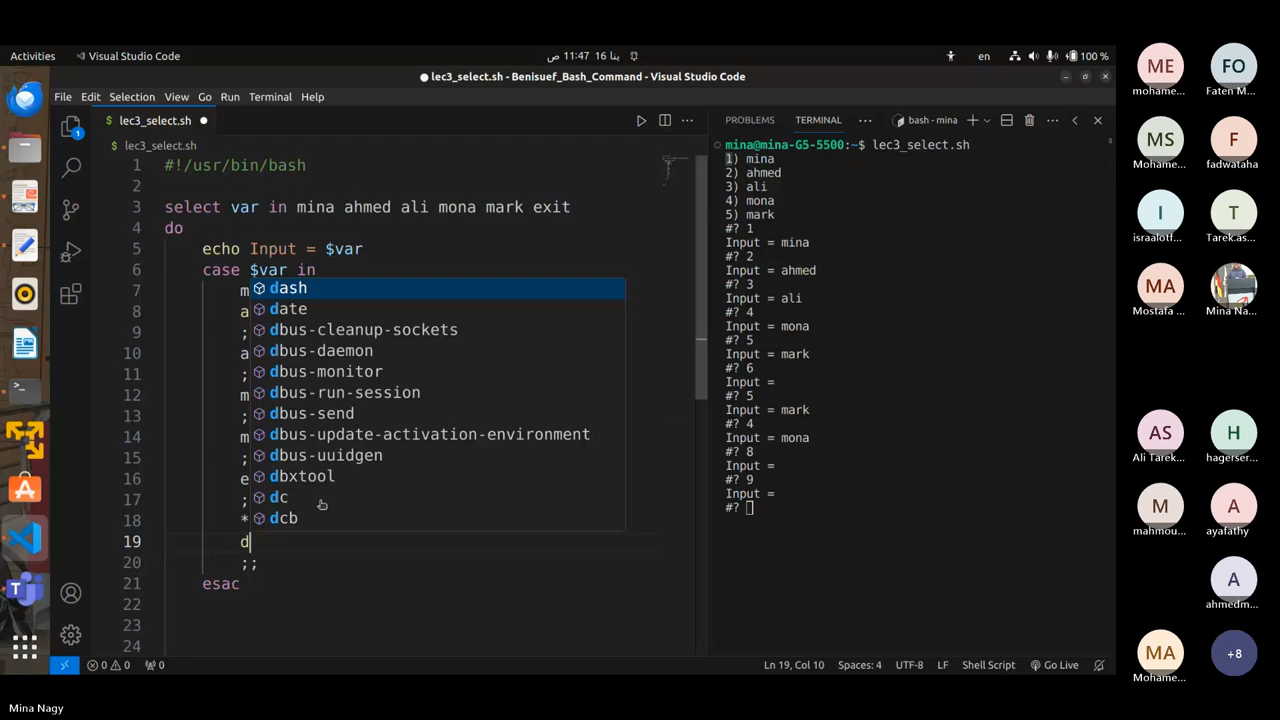 Activities
Visual Studio Code
ص 11:47 16 ينا
en
100 %
lec3_select.sh - Benisuef_Bash_Command - Visual Studio Code
File Edit Selection View Go Run Terminal Help
lec3_select.sh
lec3_select.sh
1 #!/usr/bin/bash
2
3 select var in mina ahmed ali mona mark exit
4 do
5 echo Input = $var
6 case $var in
7 m
8 a
9 ;
10 a
11 ;
12 m
13 ;
14 m
15 ;
16 e
17 ;
18 *
19 d
20 ;;
21 esac
22
23
24
dash
date
dbus-cleanup-sockets
dbus-daemon
dbus-monitor
dbus-run-session
dbus-send
dbus-update-activation-environment
dbus-uuidgen
dbxtool
dc
dcb
PROBLEMS TERMINAL ··· bash - mina
mina@mina-G5-5500:~$ lec3_select.sh
1) mina
2) ahmed
3) ali
4) mona
5) mark
#? 1
Input = mina
#? 2
Input = ahmed
#? 3
Input = ali
#? 4
Input = mona
#? 5
Input = mark
#? 6
Input =
#? 5
Input = mark
#? 4
Input = mona
#? 8
Input =
#? 9
Input =
#?
0 0 0
Ln 19, Col 10 Spaces: 4 UTF-8 LF Shell Script Go Live
1
ME FO
mohame... Faten M...
MS F
Mohame... fadwataha
I T
israalotf... Tarek.as...
MA
Mostafa ... Mina Na...
AS H
Ali Tarek... hagerser...
M A
mahmou... ayafathy
A
ahmedm...
MA +8
Mohame...
Mina Nagy